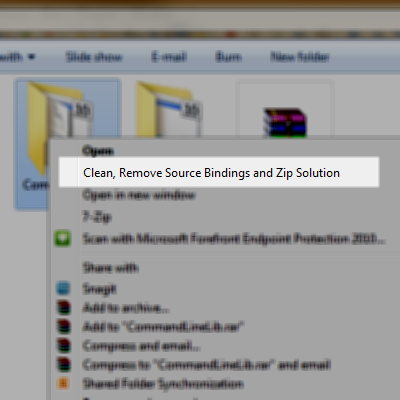 with ▾ Slide show E-mail Burn New folder
Com
Open
Clean, Remove Source Bindings and Zip Solution
Open in new window
7-Zip
Scan with Microsoft Forefront Endpoint Protection 2010...
Share with
Snagit
Add to archive...
Add to "CommandLineLib.rar"
Compress and email...
Compress to "CommandLineLib.rar" and email
Shared Folder Synchronization